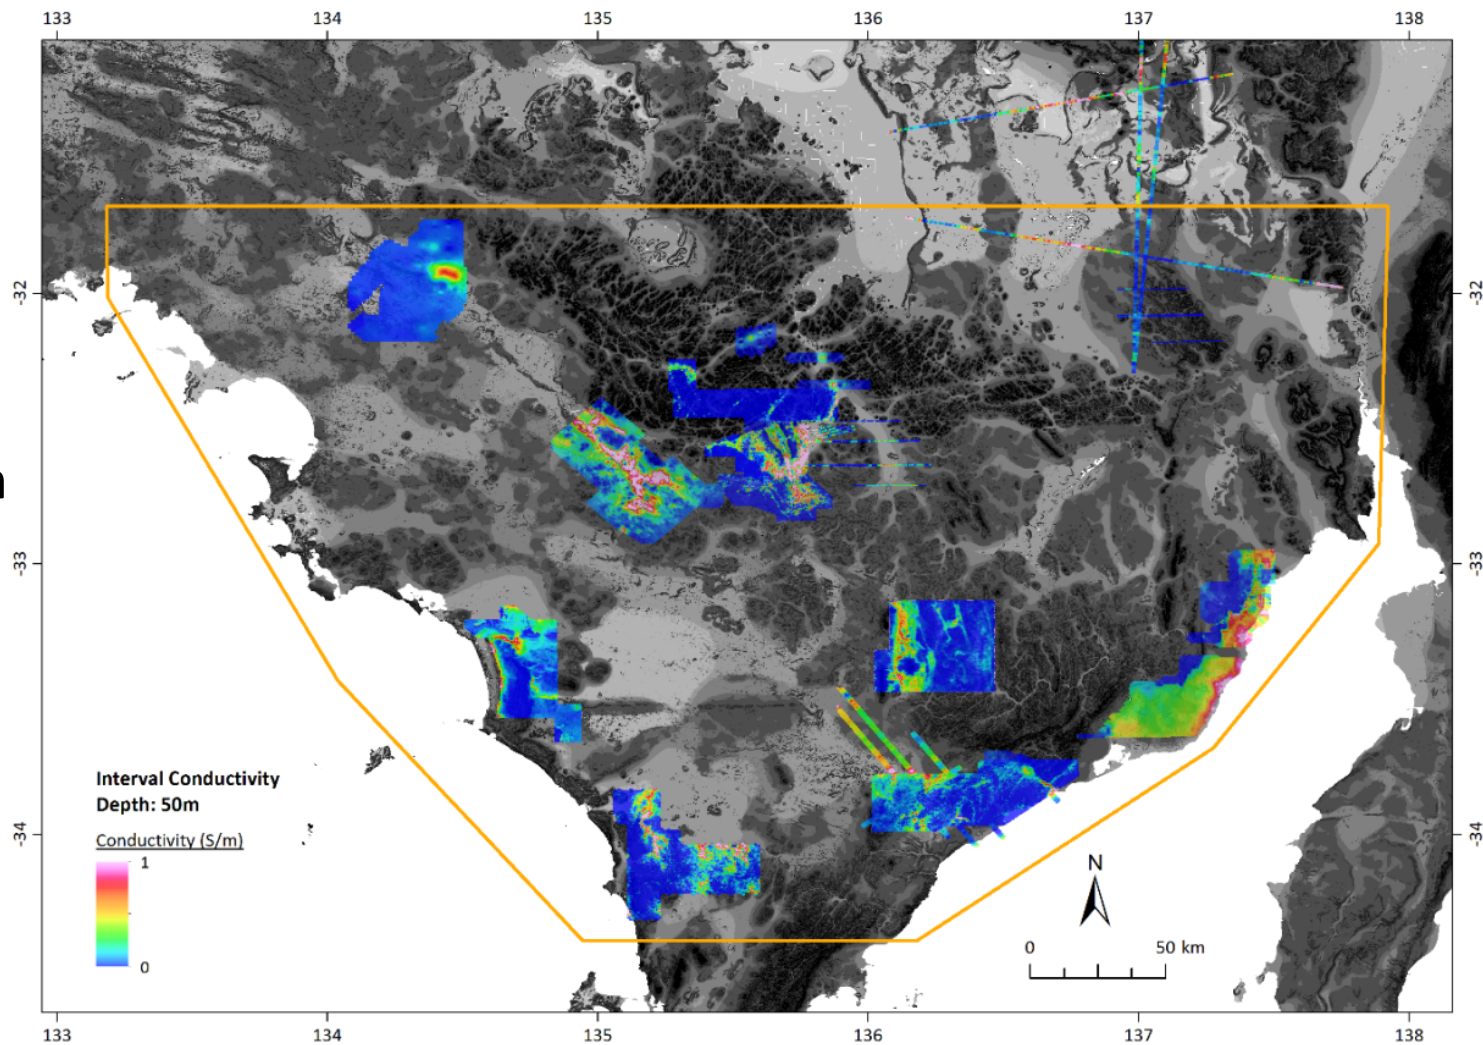 133 134 135 136 137 138
-32 -32
-33 -33
-34 -34
n
Interval Conductivity
Depth: 50m
Conductivity (S/m)
1
0
N
0 50 km
133 134 135 136 137 138